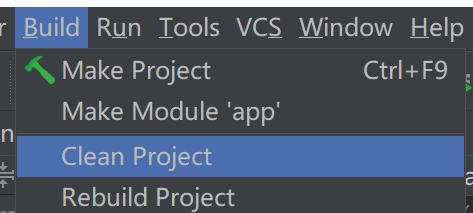 Build Run Tools VCS Window Help
Make Project Ctrl+F9
Make Module 'app'
Clean Project
Rebuild Project